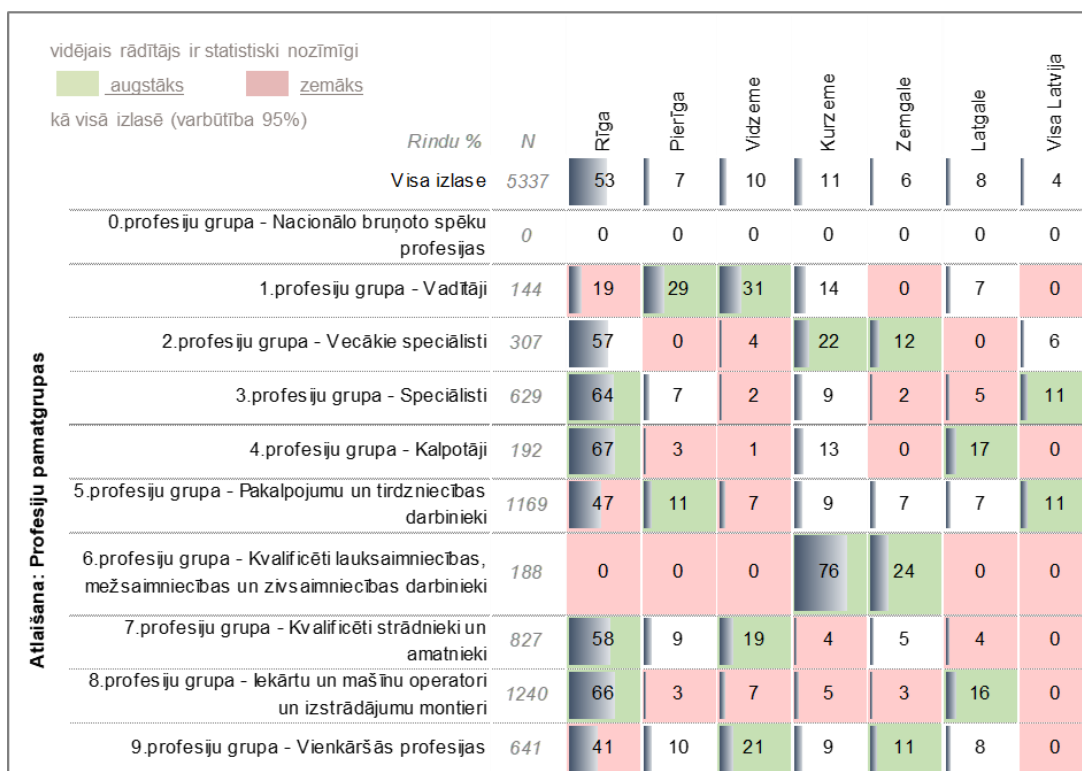 vidējais rādītājs ir statistiski nozīmīgi
augstāks zemāks
kā visā izlasē (varbūtība 95%)
Rindu % N Rīga Pierīga Vidzeme Kurzeme Zemgale Latgale Visa Latvija
Visa izlase 5337 53 7 10 11 6 8 4
0.profesiju grupa - Nacionālo bruņoto spēku
profesijas 0 0 0 0 0 0 0 0
1.profesiju grupa - Vadītāji 144 19 29 31 14 0 7 0
2.profesiju grupa - Vecākie speciālisti 307 57 0 4 22 12 0 6
3.profesiju grupa - Speciālisti 629 64 7 2 9 2 5 11
4.profesiju grupa - Kalpotāji 192 67 3 1 13 0 17 0
5.profesiju grupa - Pakalpojumu un tirdzniecības
darbinieki 1169 47 11 7 9 7 7 11
6.profesiju grupa - Kvalificēti lauksaimniecības,
mežsaimniecības un zivsaimniecības darbinieki 188 0 0 0 76 24 0 0
7.profesiju grupa - Kvalificēti strādnieki un
amatnieki 827 58 9 19 4 5 4 0
8.profesiju grupa - Iekārtu un mašīnu operatori
un izstrādājumu montieri 1240 66 3 7 5 3 16 0
9.profesiju grupa - Vienkāršās profesijas 641 41 10 21 9 11 8 0
Atlaišana: Profesiju pamatgrupas